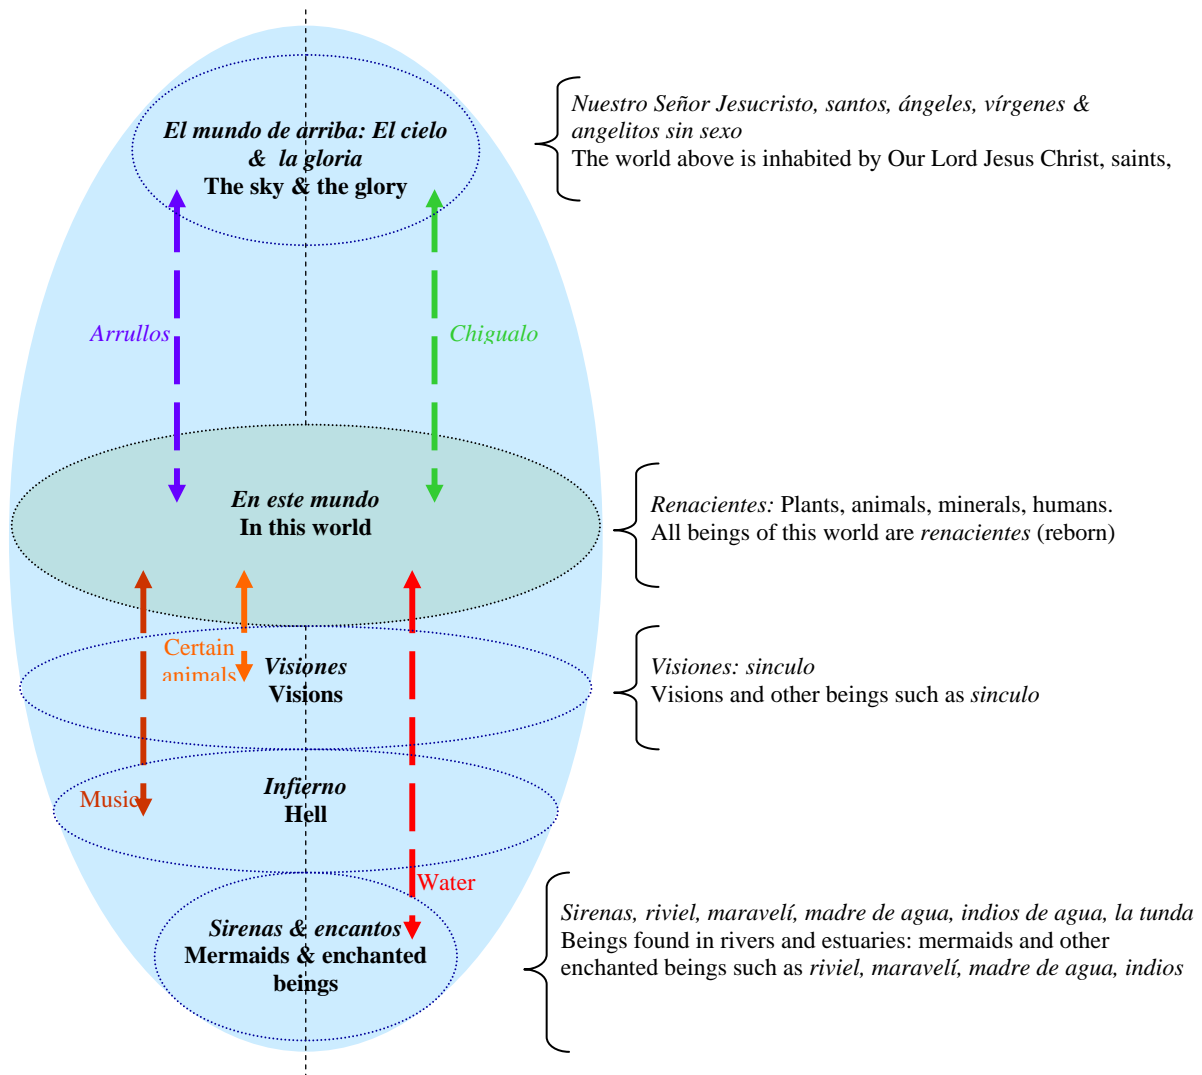 El mundo de arriba: El cielo
& la gloria
The sky & the glory
Nuestro Señor Jesucristo, santos, ángeles, vírgenes &
angelitos sin sexo
The world above is inhabited by Our Lord Jesus Christ, saints,
Arrullos
Chigualo
En este mundo
In this world
Renacientes: Plants, animals, minerals, humans.
All beings of this world are renacientes (reborn)
Certain
animals
Visiones
Visions
Visiones: sinculo
Visions and other beings such as sinculo
Music
Infierno
Hell
Water
Sirenas & encantos
Mermaids & enchanted
beings
Sirenas, riviel, maravelí, madre de agua, indios de agua, la tunda
Beings found in rivers and estuaries: mermaids and other
enchanted beings such as riviel, maravelí, madre de agua, indios